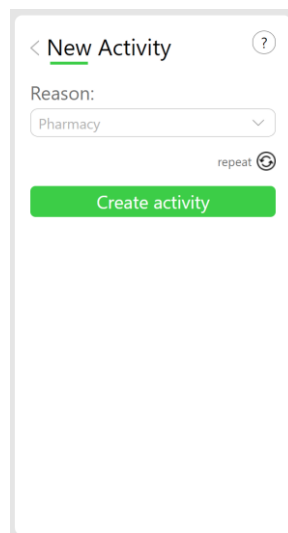 New Activity
?
Reason:
Pharmacy
repeat
Create activity